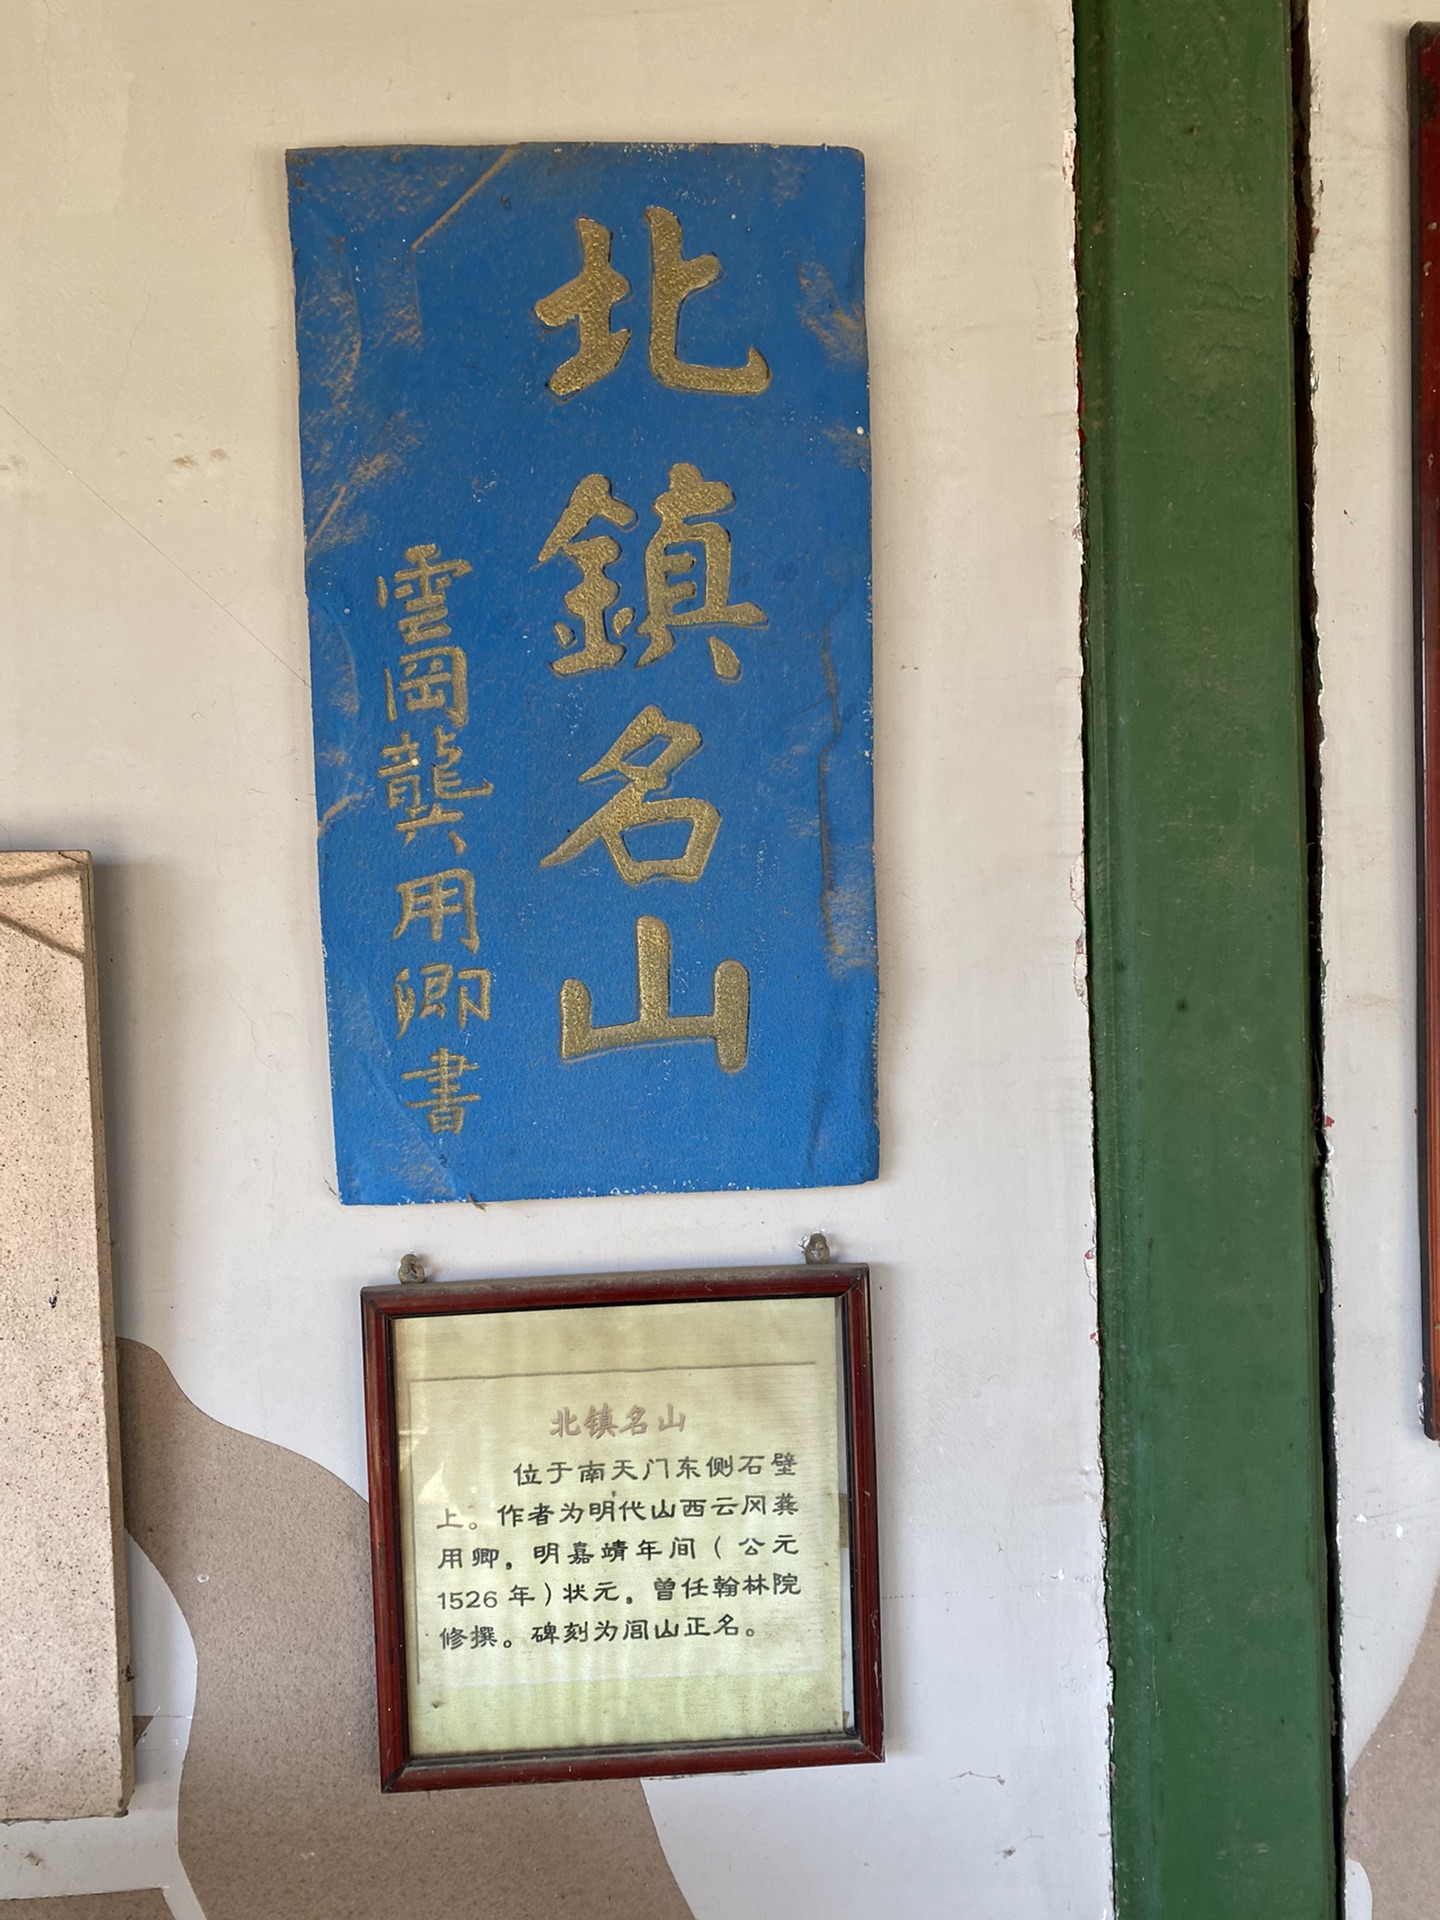 北鎮名山
雲岡龔用卿書
北镇名山
位于南天门东侧石壁
上。作者为明代山西云冈龚
用卿。明嘉靖年间（公元
1526年）状元。曾任翰林院
修撰。碑刻为闾山正名。